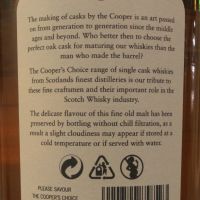 The making of casks by the Cooper is an art passed
on from generation to generation since the middle
ages and beyond. Who better then to choose the
perfect oak cask for maturing our whiskies than the
man who made the barrel?
The Cooper's Choice range of single cask whiskies
from Scotlands finest distilleries is our tribute to
these fine craftsmen and their important role in the
Scotch Whisky industry.
The delicate flavour of this fine old malt has been
preserved by bottling without chill filtration, as a
result a slight cloudiness may appear if stored at a
cold temperature or if served with water.
PLEASE SAVOUR
THE COOPER'S CHOICE